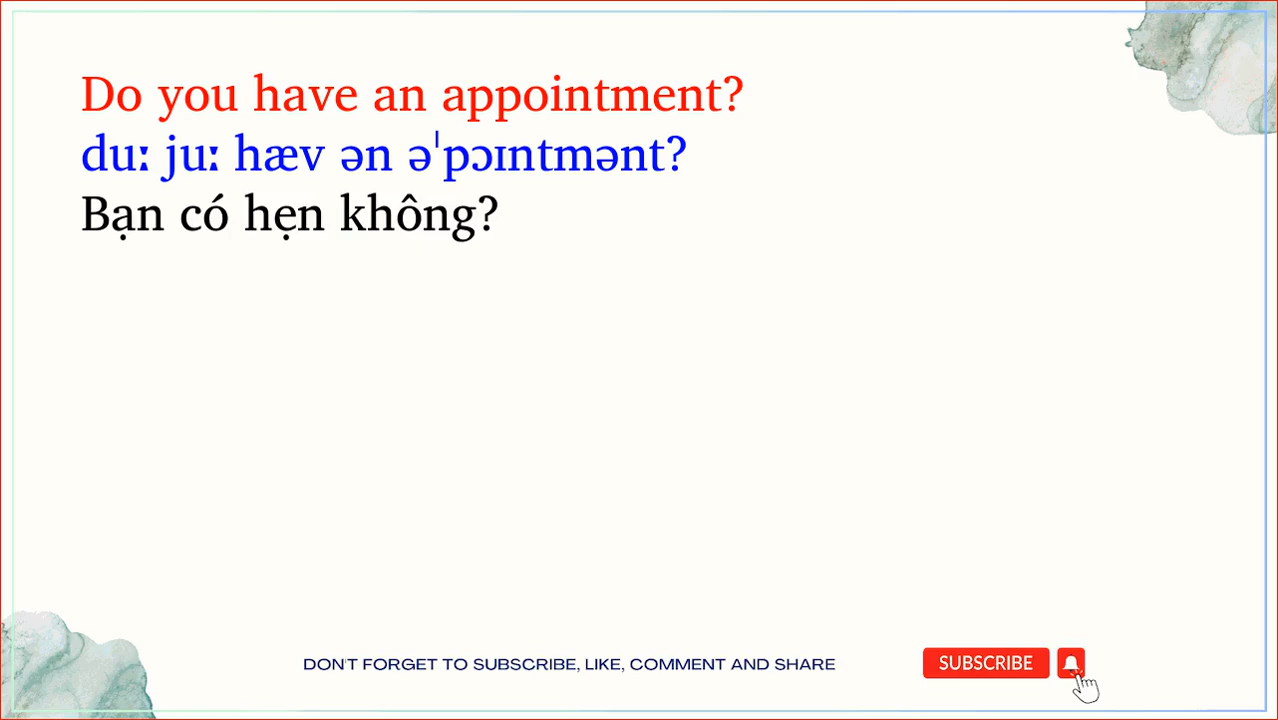 Do you have an appointment?
duː juː hæv ən əˈpɔɪntmənt?
Bạn có hẹn không?
DON'T FORGET TO SUBSCRIBE, LIKE, COMMENT AND SHARE
SUBSCRIBE